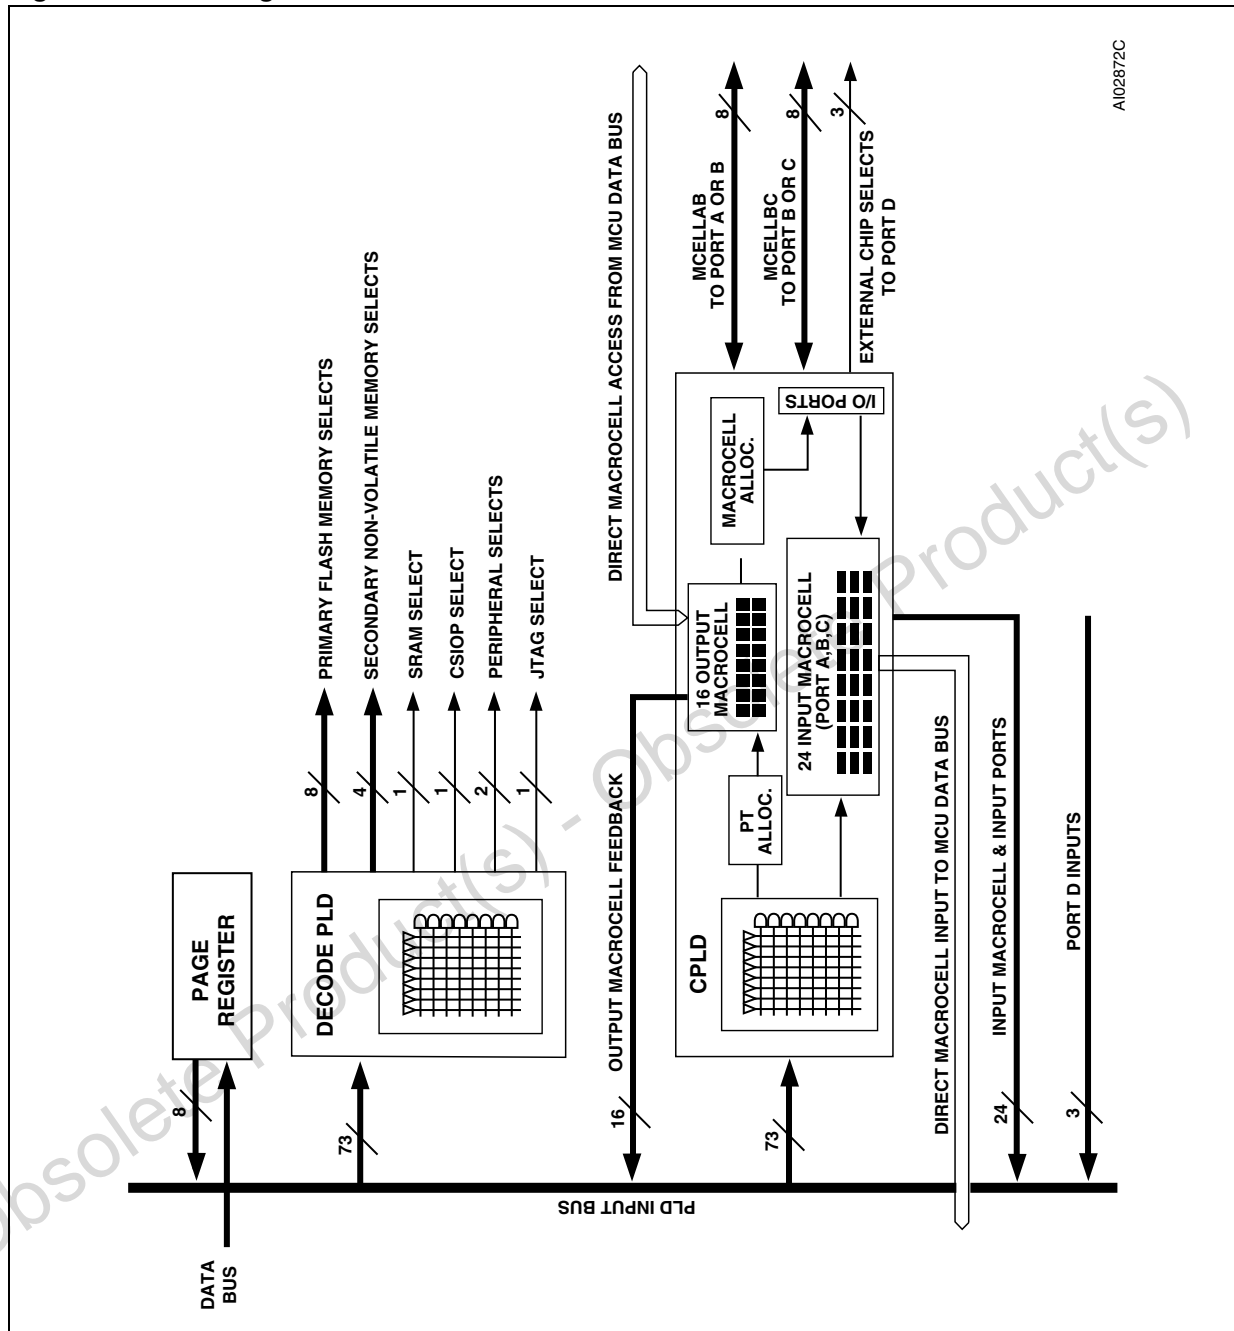 AI02872C
DATA
BUS
8
PAGE
REGISTER
73
DECODE PLD
8
PRIMARY FLASH MEMORY SELECTS
4
SECONDARY NON-VOLATILE MEMORY SELECTS
1
SRAM SELECT
1
CSIOP SELECT
2
PERIPHERAL SELECTS
1
JTAG SELECT
PLD INPUT BUS
16
OUTPUT MACROCELL FEEDBACK
DIRECT MACROCELL ACCESS FROM MCU DATA BUS
73
CPLD
PT
ALLOC.
16 OUTPUT
MACROCELL
MACROCELL
ALLOC.
I/O PORTS
24 INPUT MACROCELL
(PORT A,B,C)
MCELLAB
TO PORT A OR B
8
MCELLBC
TO PORT B OR C
8
EXTERNAL CHIP SELECTS
TO PORT D
3
DIRECT MACROCELL INPUT TO MCU DATA BUS
24
INPUT MACROCELL & INPUT PORTS
3
PORT D INPUTS
Obsolete Product(s) - Obsolete Product(s)